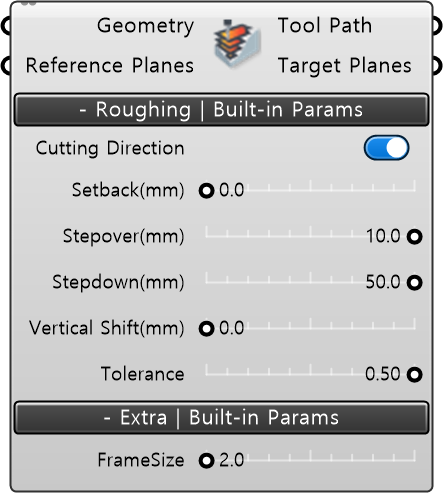 Geometry Tool Path
Reference Planes Target Planes
- Roughing | Built-in Params
Cutting Direction
Setback(mm) 0.0
Stepover(mm) 10.0
Stepdown(mm) 50.0
Vertical Shift(mm) 0.0
Tolerance 0.50
- Extra | Built-in Params
FrameSize 2.0